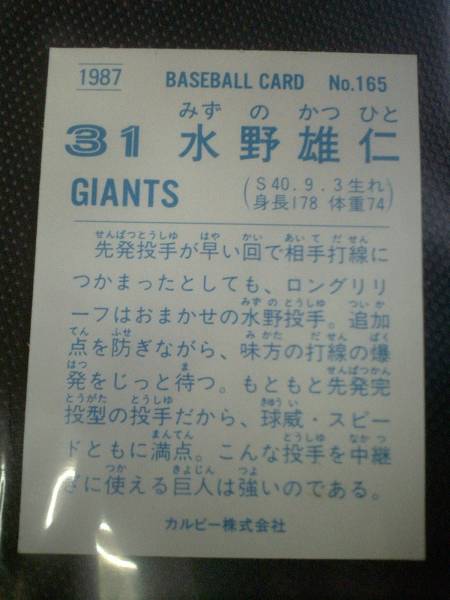 1987 BASEBALL CARD No.165
みず の かつ ひと
31 水野雄仁
GIANTS (S40.9.3生れ 身長178 体重74)
せんぱつとうしゅ はや かい あいて だせん
先発投手が早い回で相手打線に
つかまったとしても、ロングリリ
みずのとうしゅ ついか
ーフはおまかせの水野投手。追加
てん ふせ みかた だせん ばく
点を防ぎながら、味方の打線の爆
はつ ま せんぱつかん
発をじっと待つ。もともと先発完
とうがた とうしゅ きゅうい
投型の投手だから、球威・スピー
まんてん とうしゅ なかつ
ドともに満点。こんな投手を中継
つか きょじん つよ
ぎに使える巨人は強いのである。
カルビー株式会社